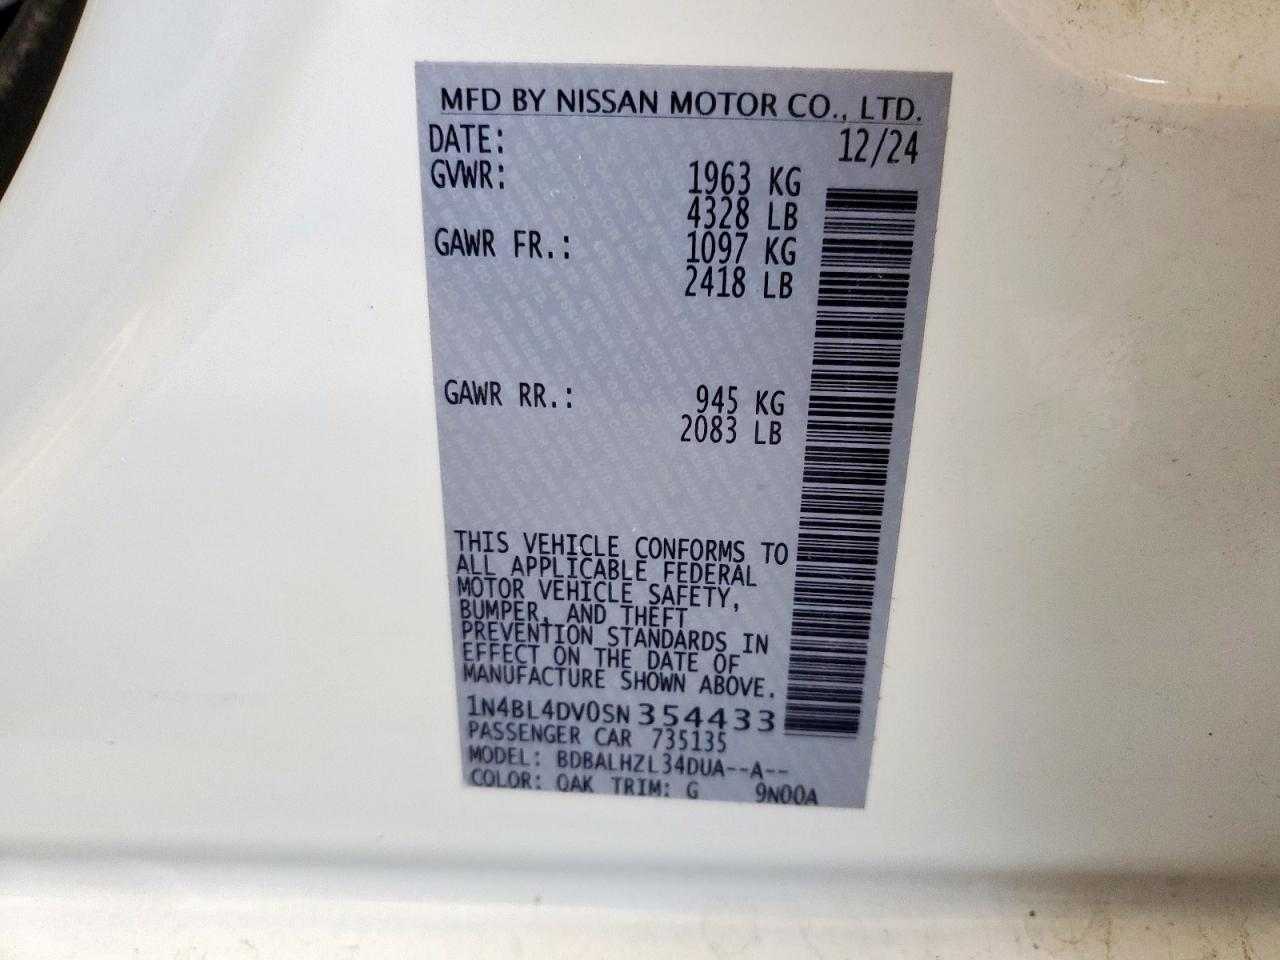 MFD BY NISSAN MOTOR CO., LTD.
DATE: 12/24
GVWR: 1963 KG
4328 LB
GAWR FR.: 1097 KG
2418 LB
GAWR RR.: 945 KG
2083 LB
THIS VEHICLE CONFORMS TO
ALL APPLICABLE FEDERAL
MOTOR VEHICLE SAFETY,
BUMPER, AND THEFT
PREVENTION STANDARDS IN
EFFECT ON THE DATE OF
MANUFACTURE SHOWN ABOVE.
1N4BL4DV0SN354433
PASSENGER CAR 735135
MODEL: BDBALHZL34DUA--A--
COLOR: QAK TRIM: G 9N00A